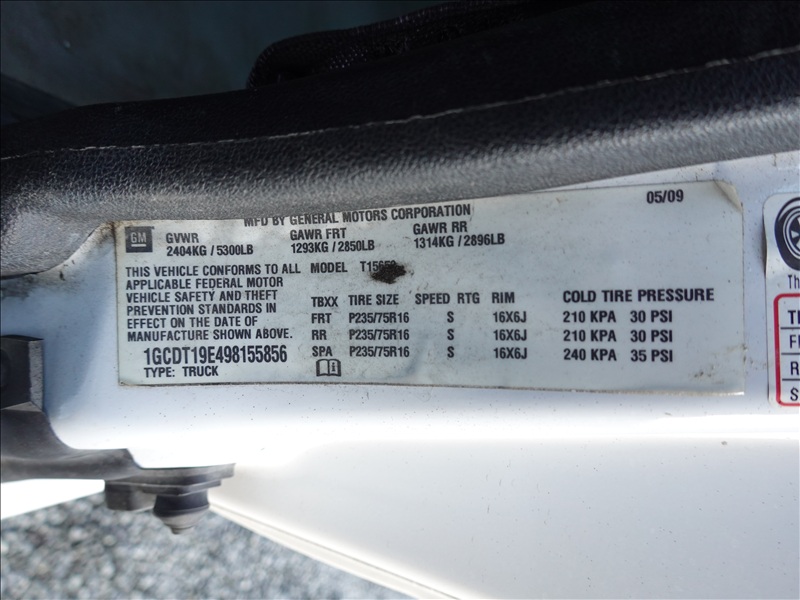 MFD BY GENERAL MOTORS CORPORATION
05/09
GM
GVWR GAWR FRT GAWR RR
2404KG / 5300LB 1293KG / 2850LB 1314KG / 2896LB
THIS VEHICLE CONFORMS TO ALL
APPLICABLE FEDERAL MOTOR
VEHICLE SAFETY AND THEFT
PREVENTION STANDARDS IN
EFFECT ON THE DATE OF
MANUFACTURE SHOWN ABOVE.
1GCDT19E498155856
TYPE: TRUCK
MODEL
TBXX TIRE SIZE SPEED RTG RIM COLD TIRE PRESSURE
FRT P235/75R16 S 16X6J 210 KPA 30 PSI
RR P235/75R16 S 16X6J 210 KPA 30 PSI
SPA P235/75R16 S 16X6J 240 KPA 35 PSI